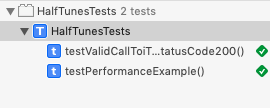 HalfTunesTests 2 tests
T HalfTunesTests
t testValidCallToiT...tatusCode200()
t testPerformanceExample()